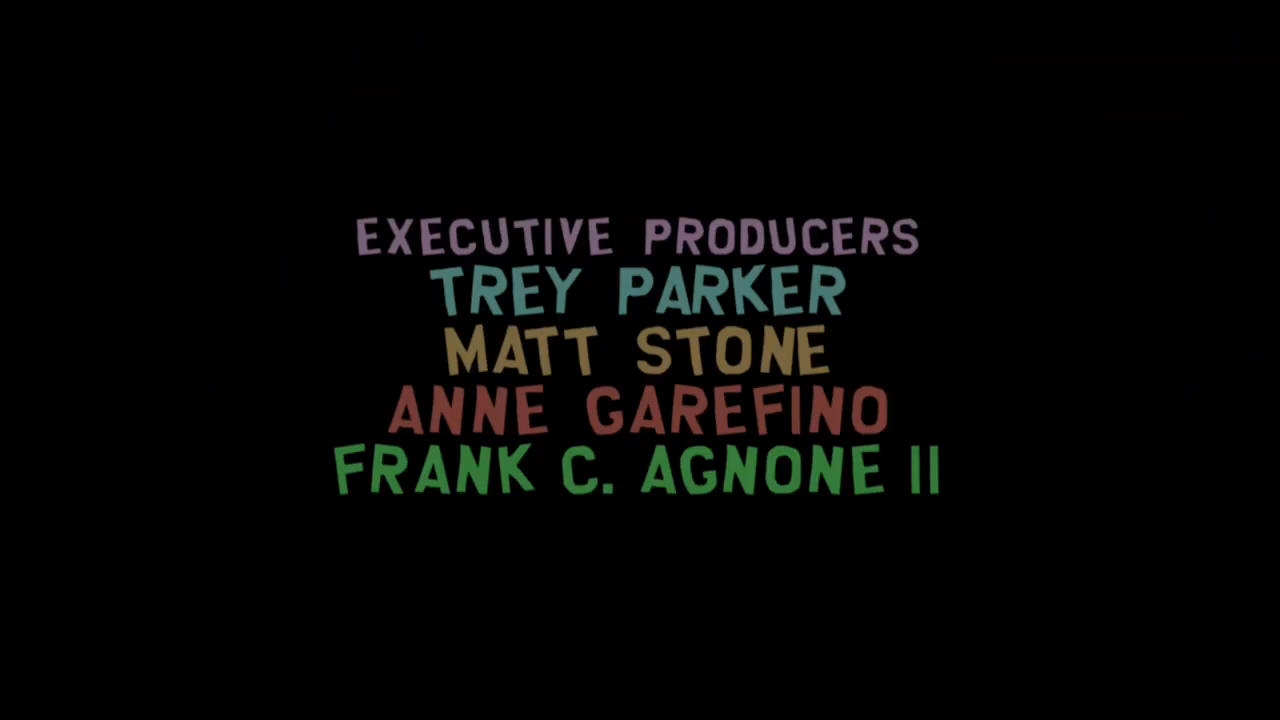 EXECUTIVE PRODUCERS
TREY PARKER
MATT STONE
ANNE GAREFINO
FRANK C. AGNONE II